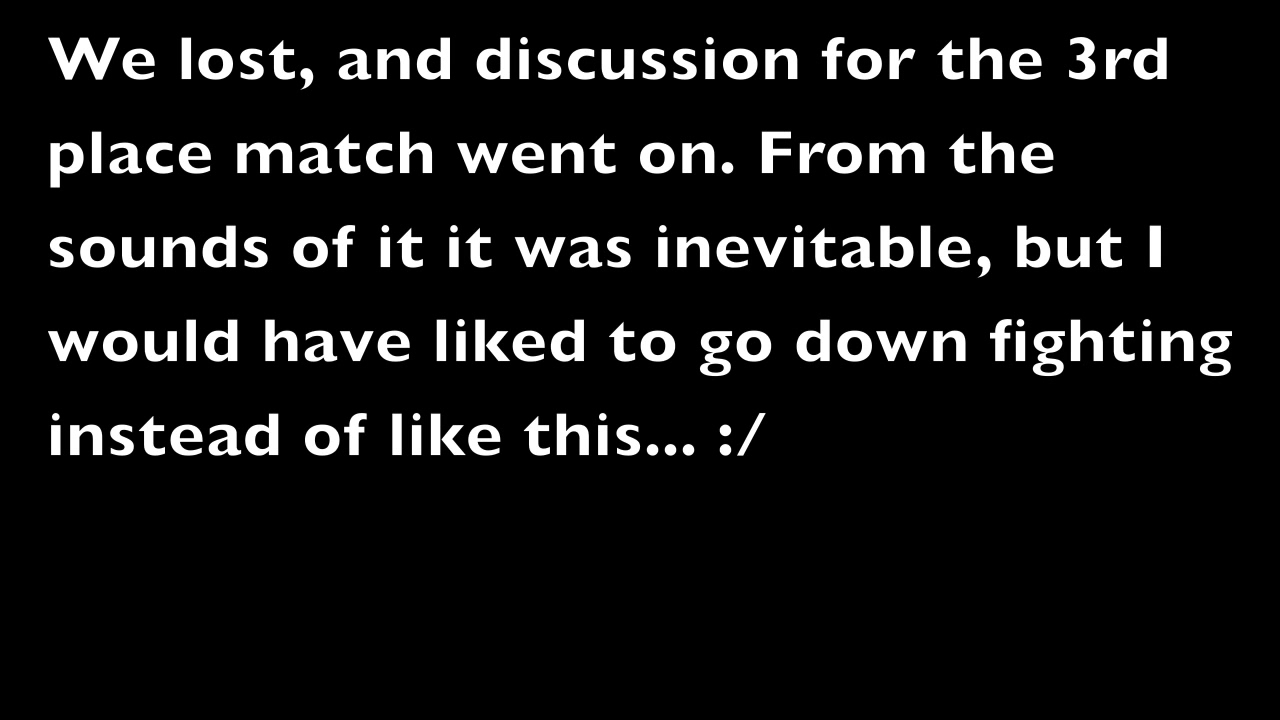 We lost, and discussion for the 3rd
place match went on. From the
sounds of it it was inevitable, but I
would have liked to go down fighting
instead of like this... :/